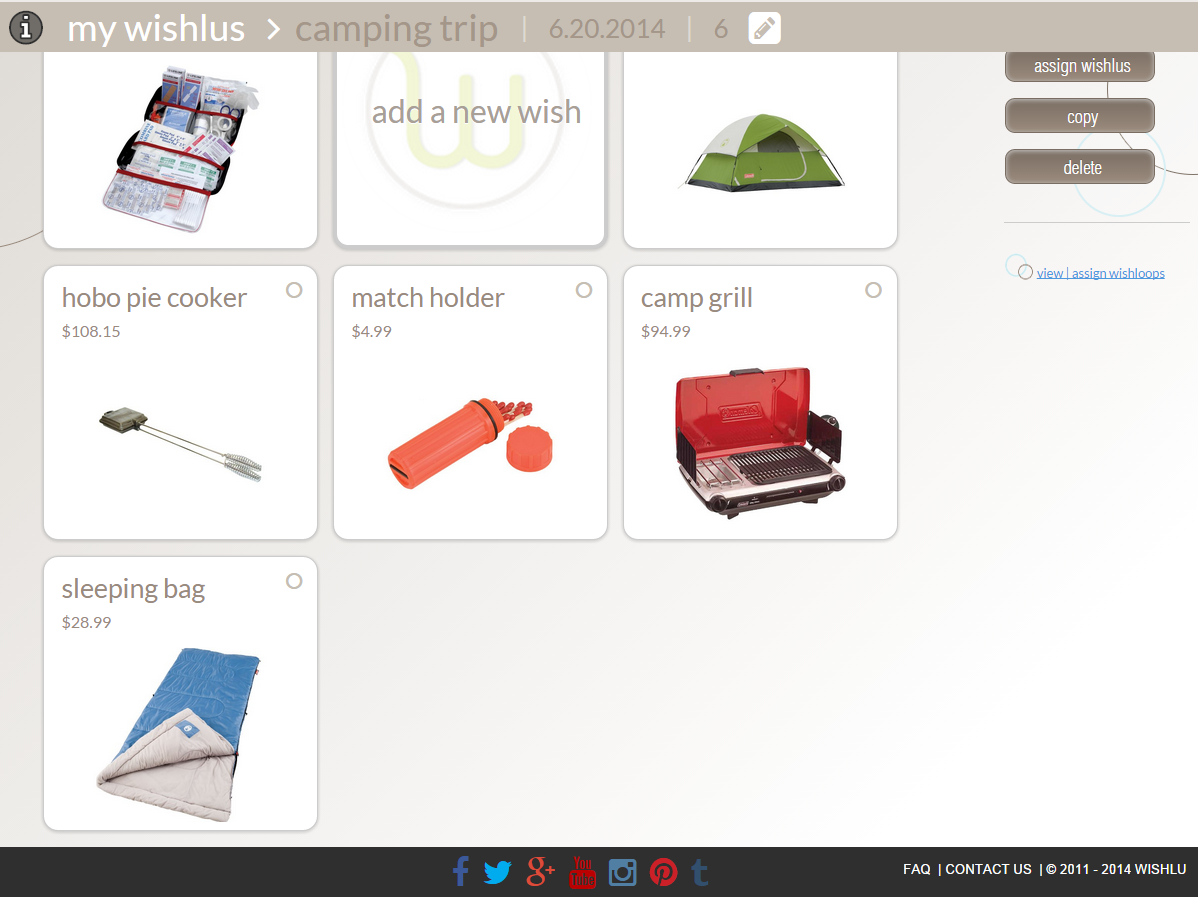 my wishlus > camping trip | 6.20.2014 | 6
assign wishlus
add a new wish
copy
delete
view | assign wishloops
hobo pie cooker
$108.15
match holder
$4.99
camp grill
$94.99
sleeping bag
$28.99
You
Tube
FAQ | CONTACT US | © 2011 - 2014 WISHLU